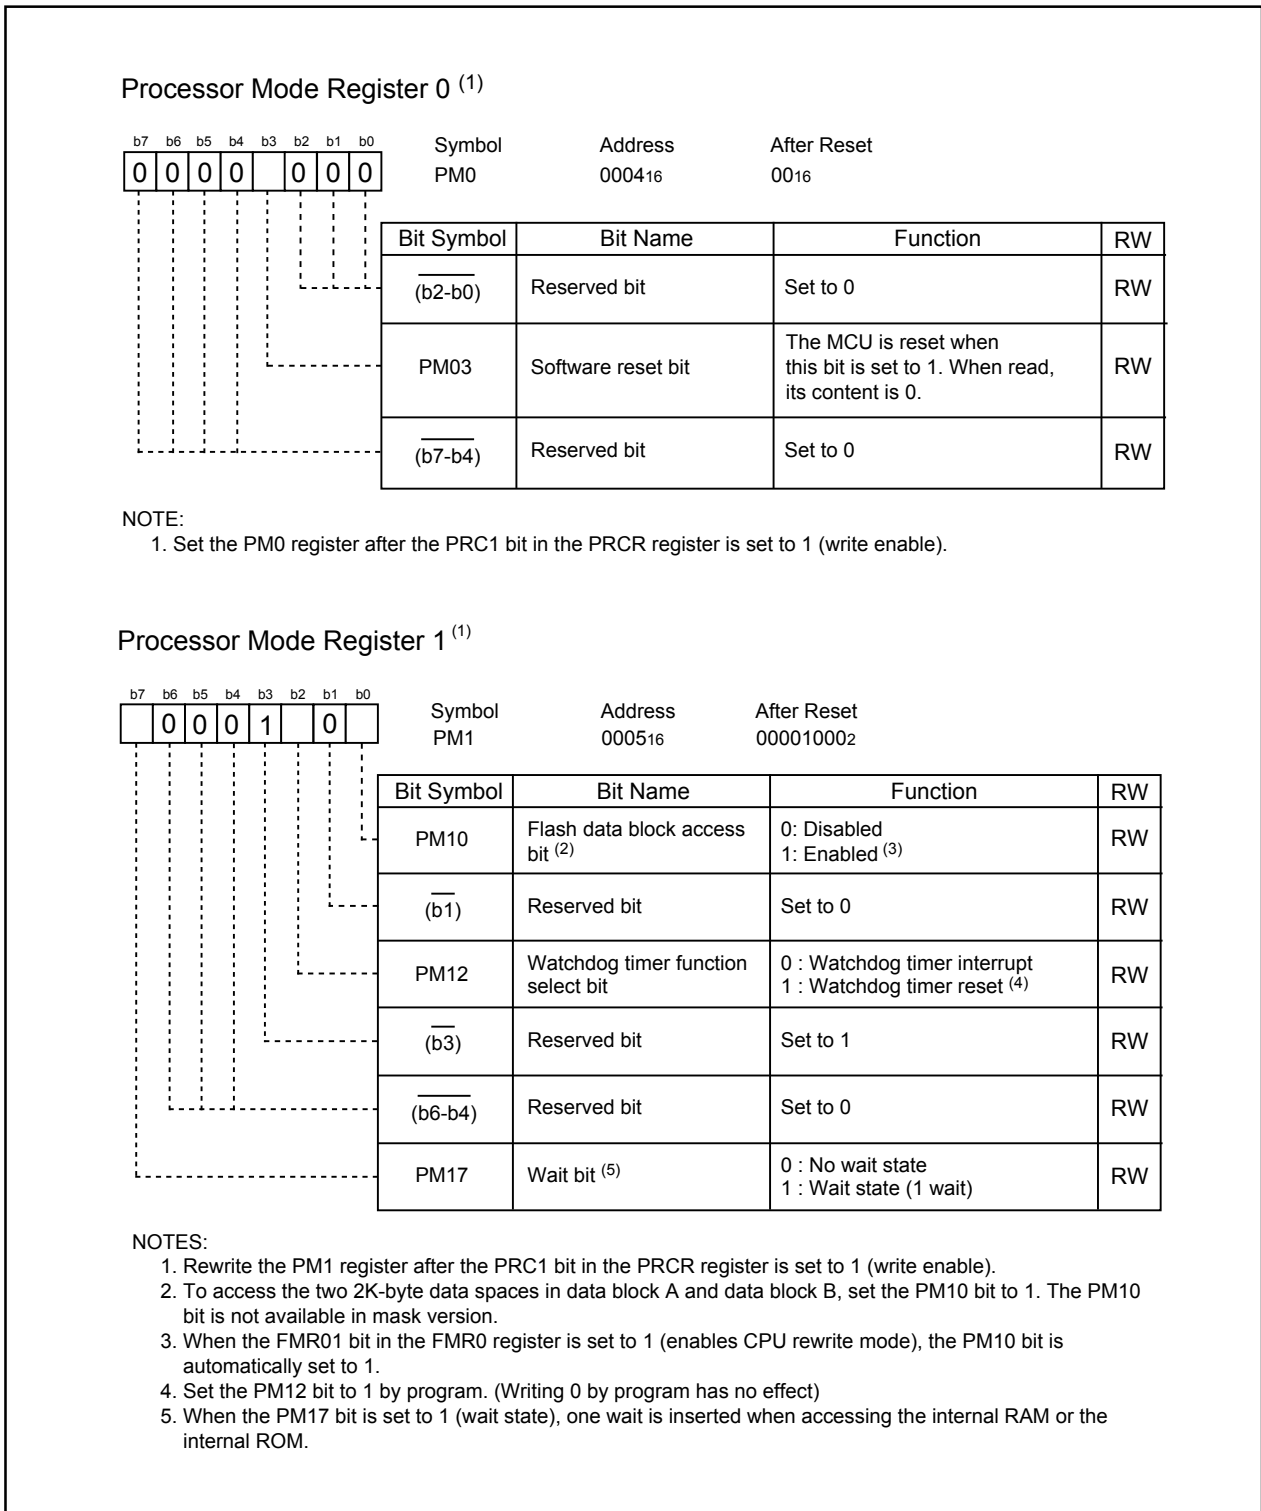 Processor Mode Register 0 (1)
b7 b6 b5 b4 b3 b2 b1 b0
0 0 0 0 0 0 0
Symbol Address After Reset
PM0 000416 0016
Bit Symbol Bit Name Function RW
(b2-b0) Reserved bit Set to 0 RW
PM03 Software reset bit The MCU is reset when
this bit is set to 1. When read,
its content is 0. RW
(b7-b4) Reserved bit Set to 0 RW
NOTE:
1. Set the PM0 register after the PRC1 bit in the PRCR register is set to 1 (write enable).
Processor Mode Register 1 (1)
b7 b6 b5 b4 b3 b2 b1 b0
0 0 0 1 0
Symbol Address After Reset
PM1 000516 000010002
Bit Symbol Bit Name Function RW
PM10 Flash data block access 0: Disabled RW
bit (2) 1: Enabled (3)
(b1) Reserved bit Set to 0 RW
PM12 Watchdog timer function 0 : Watchdog timer interrupt RW
select bit 1 : Watchdog timer reset (4)
(b3) Reserved bit Set to 1 RW
(b6-b4) Reserved bit Set to 0 RW
PM17 Wait bit (5) 0 : No wait state RW
1 : Wait state (1 wait)
NOTES:
1. Rewrite the PM1 register after the PRC1 bit in the PRCR register is set to 1 (write enable).
2. To access the two 2K-byte data spaces in data block A and data block B, set the PM10 bit to 1. The PM10
bit is not available in mask version.
3. When the FMR01 bit in the FMR0 register is set to 1 (enables CPU rewrite mode), the PM10 bit is
automatically set to 1.
4. Set the PM12 bit to 1 by program. (Writing 0 by program has no effect)
5. When the PM17 bit is set to 1 (wait state), one wait is inserted when accessing the internal RAM or the
internal ROM.